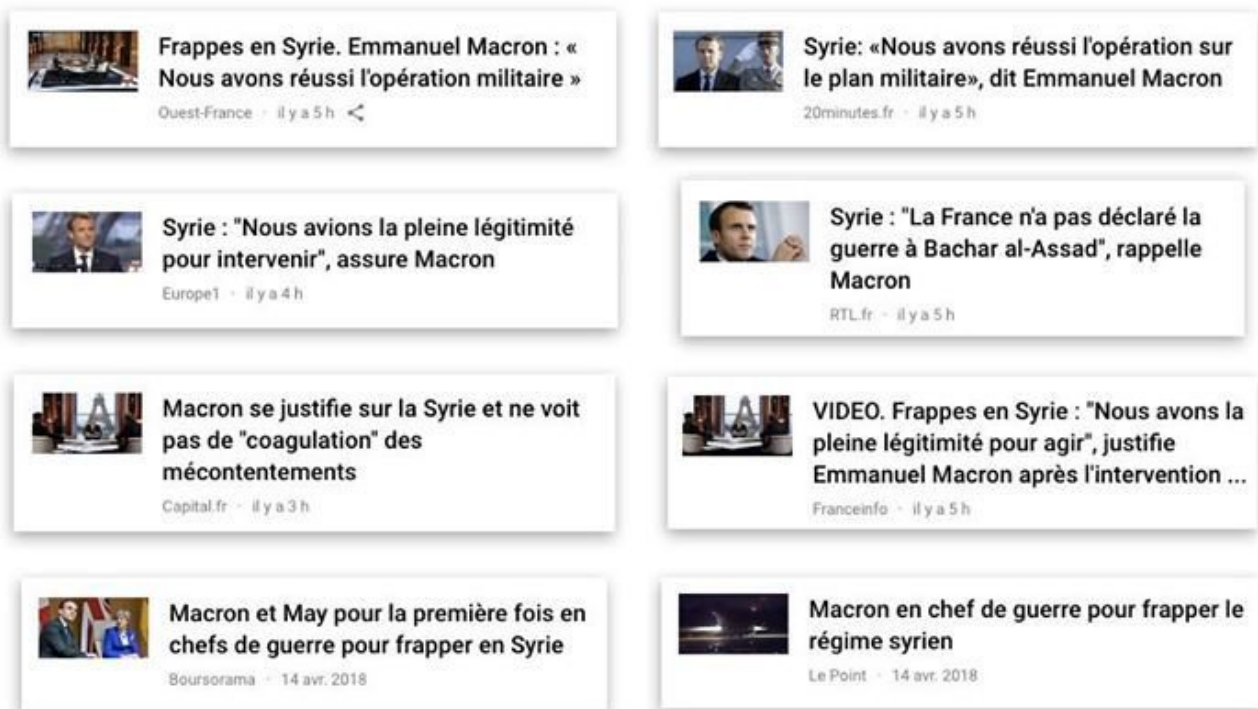 Frappes en Syrie. Emmanuel Macron : «
Nous avons réussi l'opération militaire »
Ouest-France · il y a 5 h
Syrie: «Nous avons réussi l'opération sur
le plan militaire», dit Emmanuel Macron
20minutes.fr · il y a 5 h
Syrie : "Nous avions la pleine légitimité
pour intervenir", assure Macron
Europe1 · il y a 4 h
Syrie : "La France n'a pas déclaré la
guerre à Bachar al-Assad", rappelle
Macron
RTL.fr · il y a 5 h
Macron se justifie sur la Syrie et ne voit
pas de "coagulation" des
mécontentements
Capital.fr · il y a 3 h
VIDEO. Frappes en Syrie : "Nous avons la
pleine légitimité pour agir", justifie
Emmanuel Macron après l'intervention ...
Franceinfo · il y a 5 h
Macron et May pour la première fois en
chefs de guerre pour frapper en Syrie
Boursorama · 14 avr. 2018
Macron en chef de guerre pour frapper le
régime syrien
Le Point · 14 avr. 2018